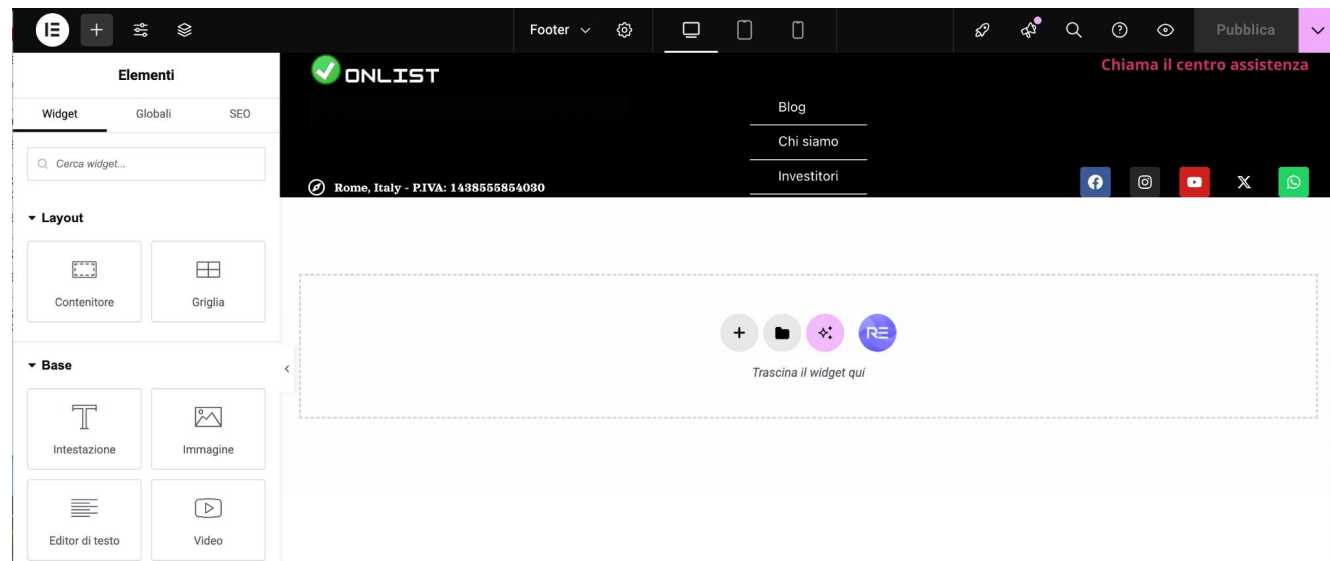 Footer
Pubblica
Elementi
Widget
Globali
SEO
Cerca widget...
Layout
Contenitore
Griglia
Base
Intestazione
Immagine
Editor di testo
Video
ONLIST
Chiama il centro assistenza
Blog
Chi siamo
Investitori
Rome, Italy - P.IVA: 1438555854030
RE
Trascina il widget qui